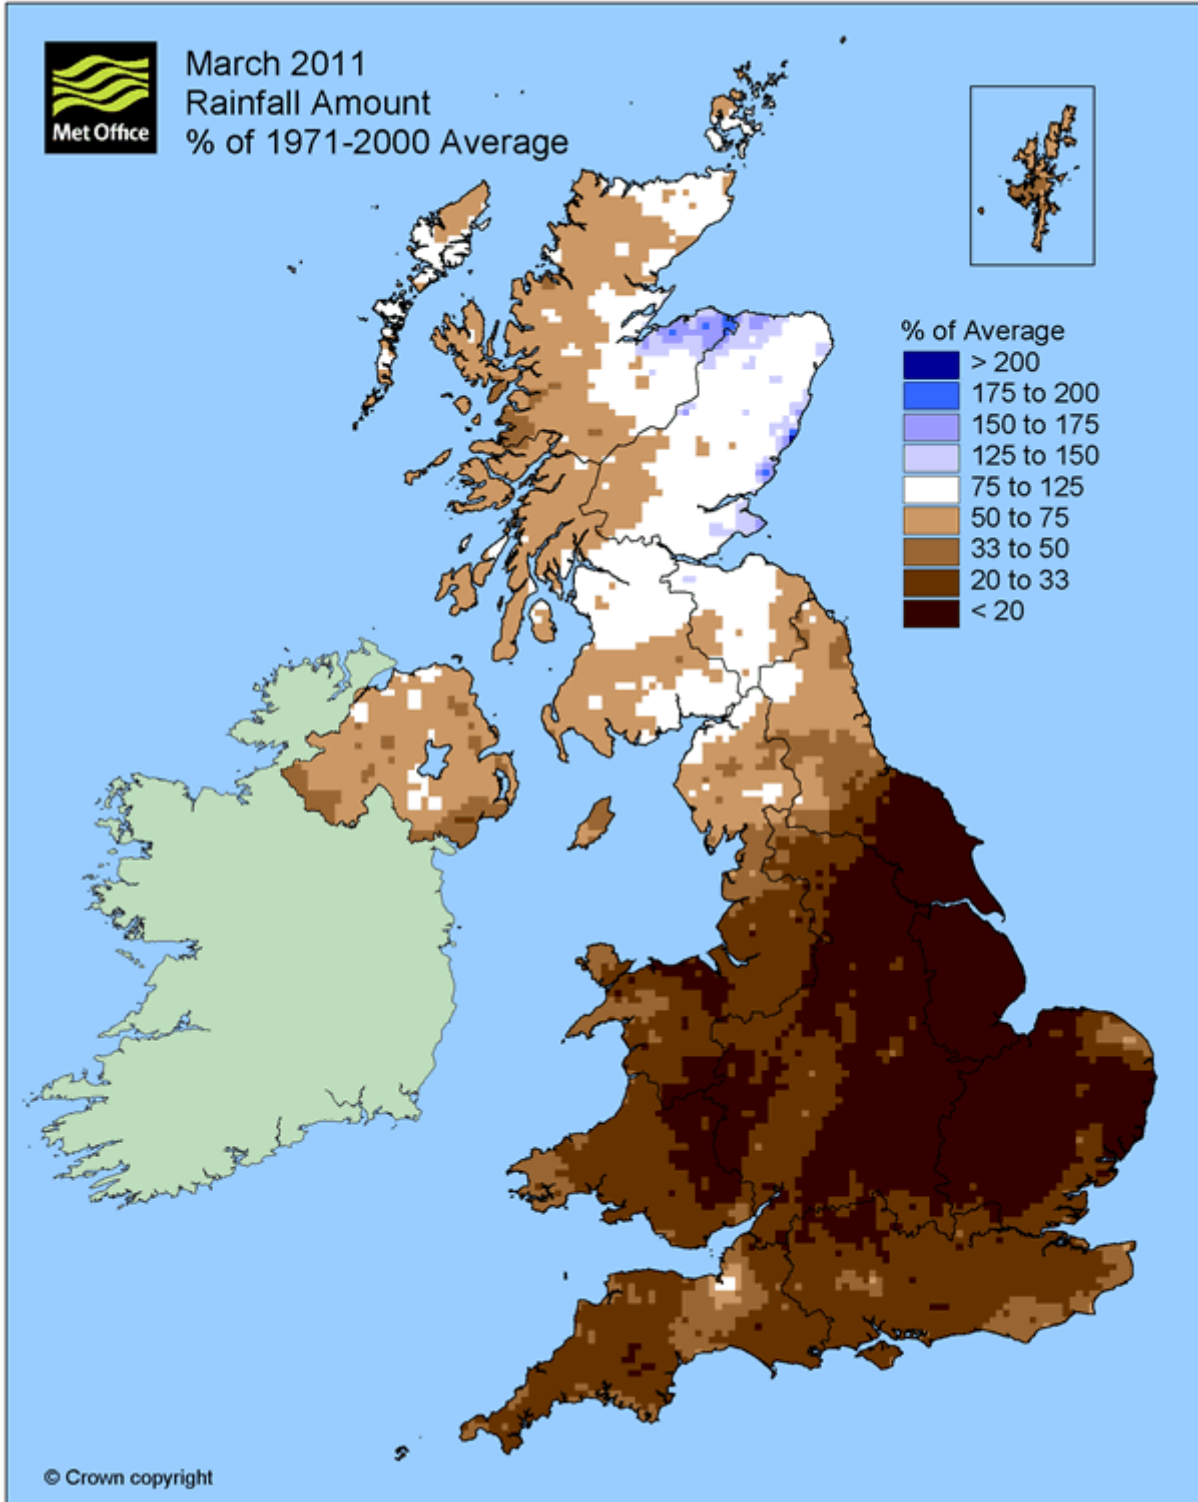 March 2011
Rainfall Amount
% of 1971-2000 Average
Met Office
% of Average
> 200
175 to 200
150 to 175
125 to 150
75 to 125
50 to 75
33 to 50
20 to 33
< 20
© Crown copyright